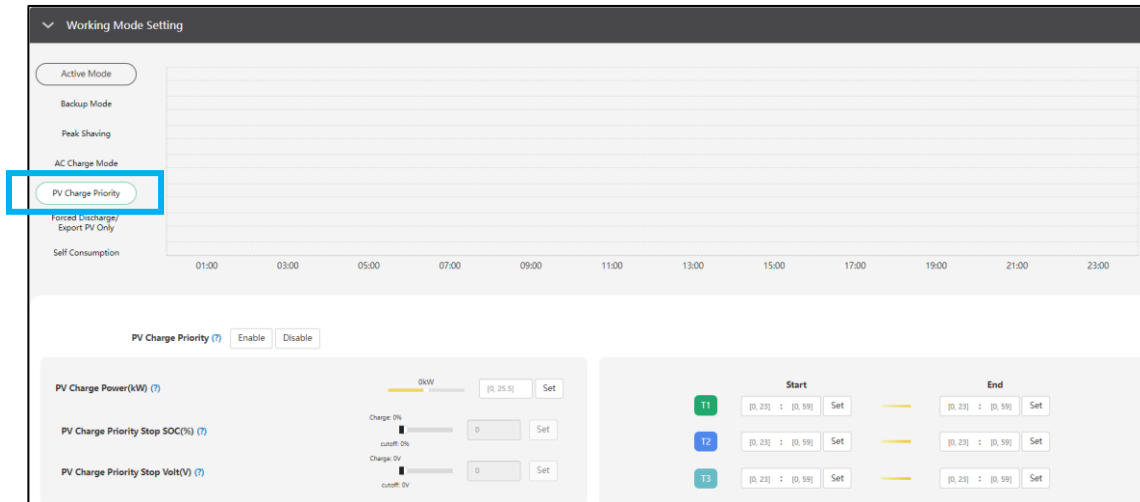 Working Mode Setting
Active Mode
Backup Mode
Peak Shaving
AC Charge Mode
PV Charge Priority
Forced Discharge/
Export PV Only
Self Consumption
01:00 03:00 05:00 07:00 09:00 11:00 13:00 15:00 17:00 19:00 21:00 23:00
PV Charge Priority (?) Enable Disable
PV Charge Power(kW) (?) 0kW [0, 25.5] Set
Charge: 0%
PV Charge Priority Stop SOC(%) (?) 0 Set
cutoff: 0%
Charge: 0V
PV Charge Priority Stop Volt(V) (?) 0 Set
cutoff: 0V
Start End
T1 [0, 23] : [0, 59] Set [0, 23] : [0, 59] Set
T2 [0, 23] : [0, 59] Set [0, 23] : [0, 59] Set
T3 [0, 23] : [0, 59] Set [0, 23] : [0, 59] Set